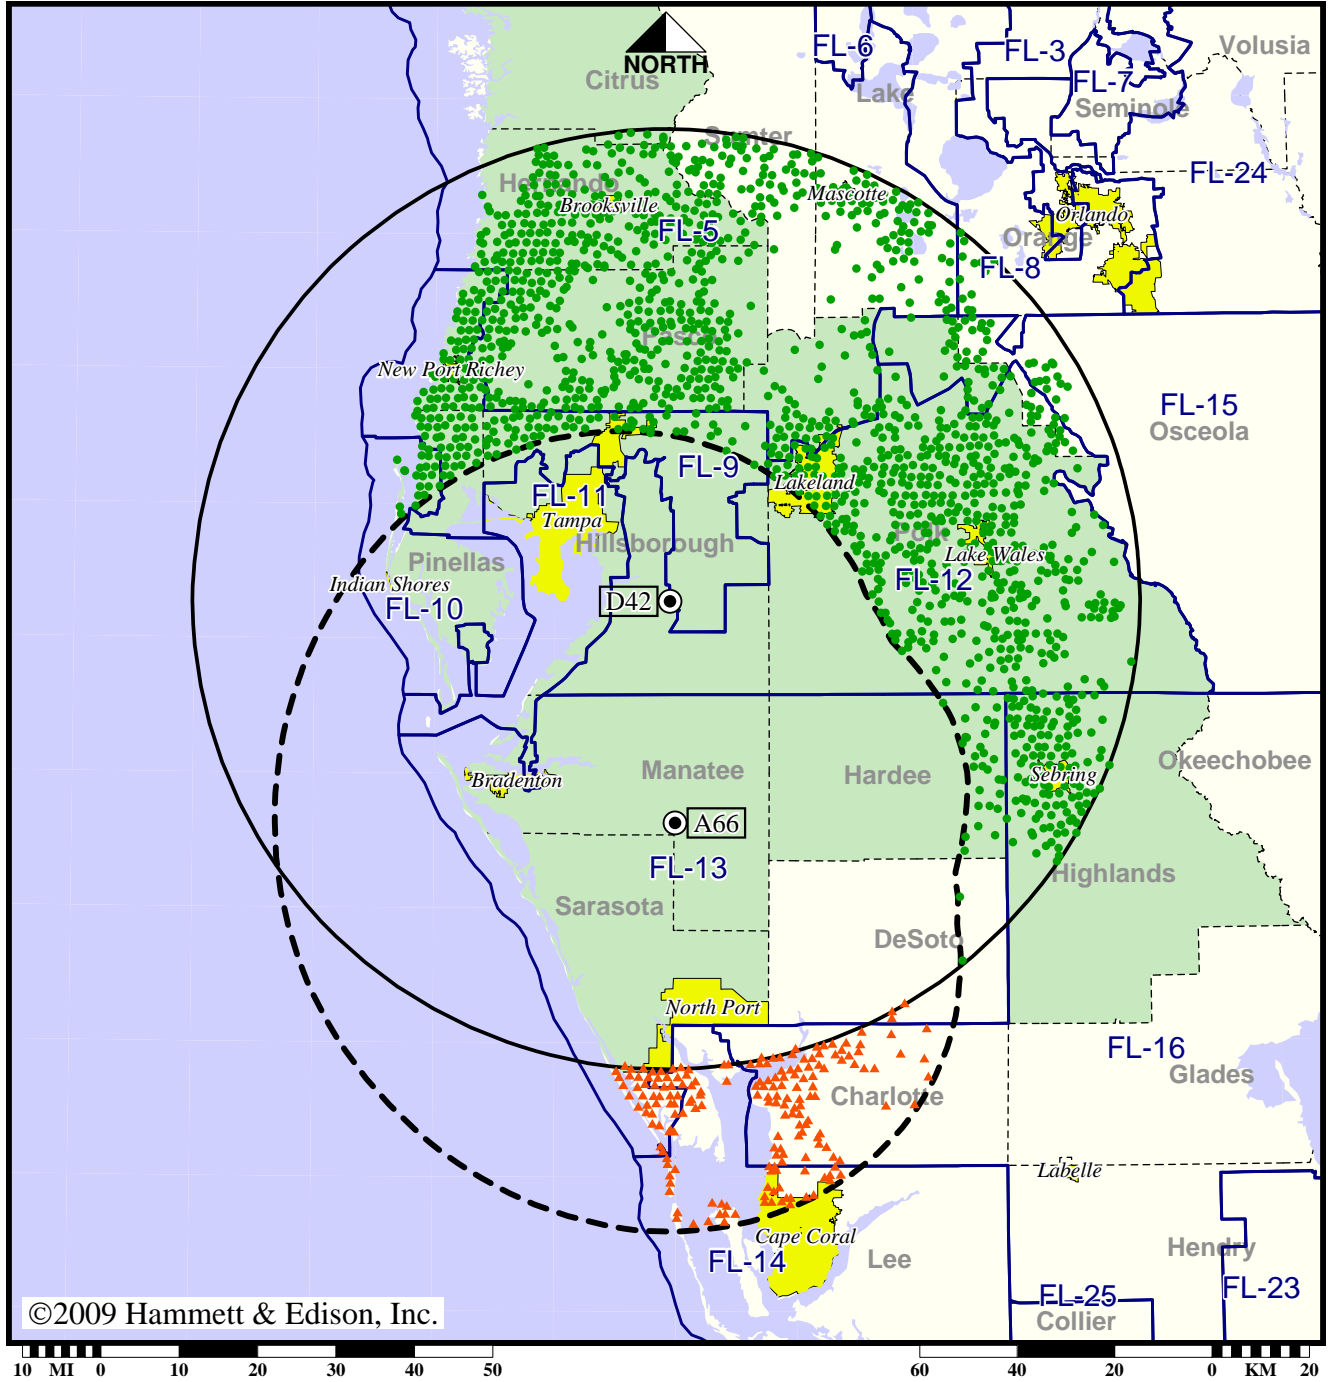 FL-6
FL-3
Volusia
NORTH
Citrus
FL-7
Lake
Seminole
Sumter
FL-24
Hernando
Mascotte
Brooksville
Orlando
FL-5
Orange
FL-8
Pasco
New Port Richey
FL-15
Osceola
FL-9
Lakeland
FL-11
Tampa
Polk
Hillsborough
Lake Wales
Pinellas
Indian Shores
FL-12
FL-10
D42
Okeechobee
Manatee
Hardee
Sebring
Bradenton
A66
FL-13
Highlands
Sarasota
DeSoto
North Port
FL-16
Glades
Charlotte
Labelle
Cape Coral
Hendry
FL-14
Lee
FL-25
FL-23
©2009 Hammett & Edison, Inc.
Collier
10 MI 0 10 20 30 40 50
60 40 20 0 KM 20